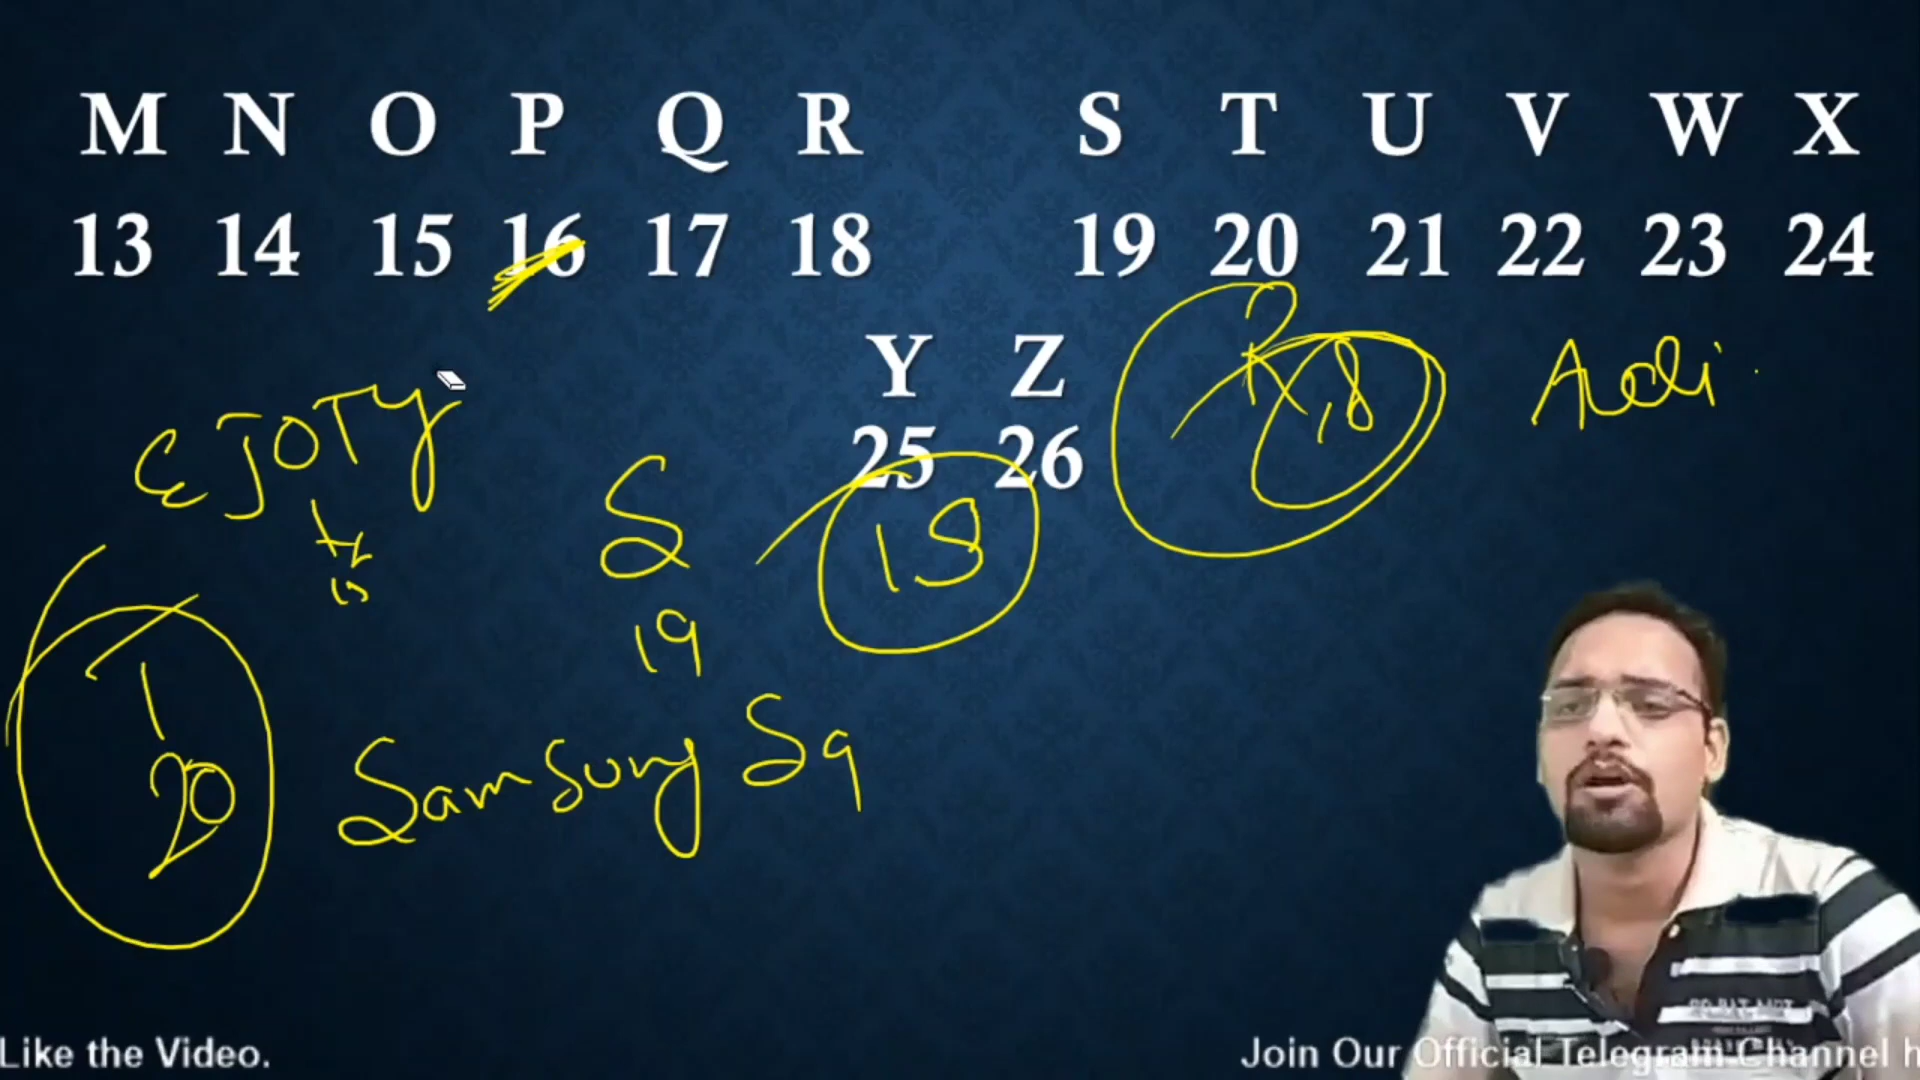 M N O P Q R S T U V W X
13 14 15 16 17 18 19 20 21 22 23 24
Y Z
25 26
EJOTY
R 18
S
18
19
T
20
Samsung S9
Like the Video.
Join Our Official Telegram Channel h